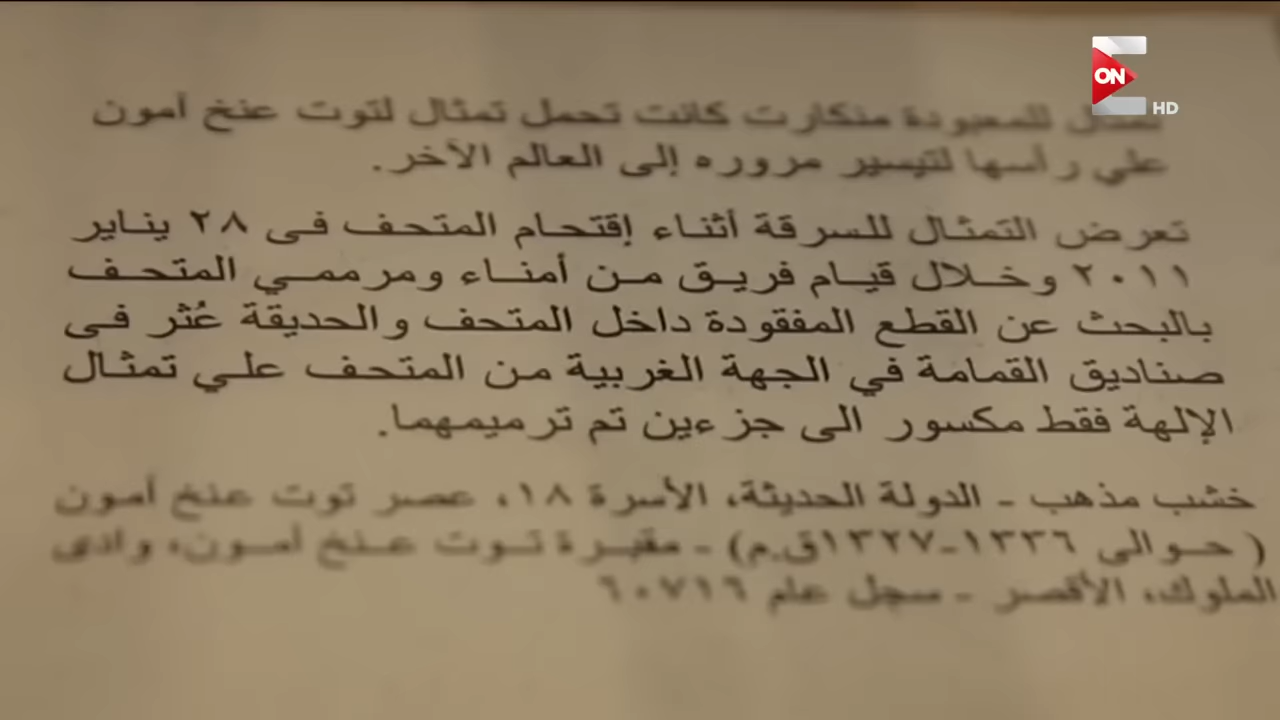 ON
E
HD
تمثال للمعبودة منكارت كانت تحمل تمثال لتوت عنخ آمون
علي رأسها لتيسير مروره إلى العالم الآخر.
تعرض التمثال للسرقة أثناء إقتحام المتحف فى ٢٨ يناير
٢٠١١ وخلال قيام فريق من أمناء ومرممي المتحف
بالبحث عن القطع المفقودة داخل المتحف والحديقة عُثر فى
صناديق القمامة في الجهة الغربية من المتحف علي تمثال
الإلهة فقط مكسور الى جزءين تم ترميمهما.
خشب مذهب - الدولة الحديثة، الأسرة ١٨، عصر توت عنخ آمون
( حوالى ١٣٣٦-١٣٢٧ق.م) - مقبرة توت عنخ آمون، وادى
الملوك، الأقصر - سجل عام ٦٠٧١٦